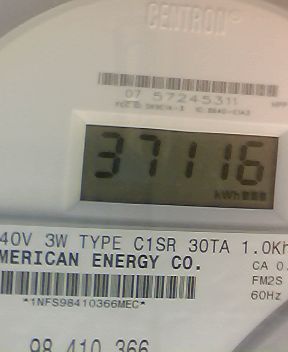 CENTRON®
07 57245311
37116
kWh
40V 3W TYPE C1SR 30TA 1.0Kh
MERICAN ENERGY CO.
CA 0.
FM2S
*1NFS98410366MEC*
60Hz
98 410 366